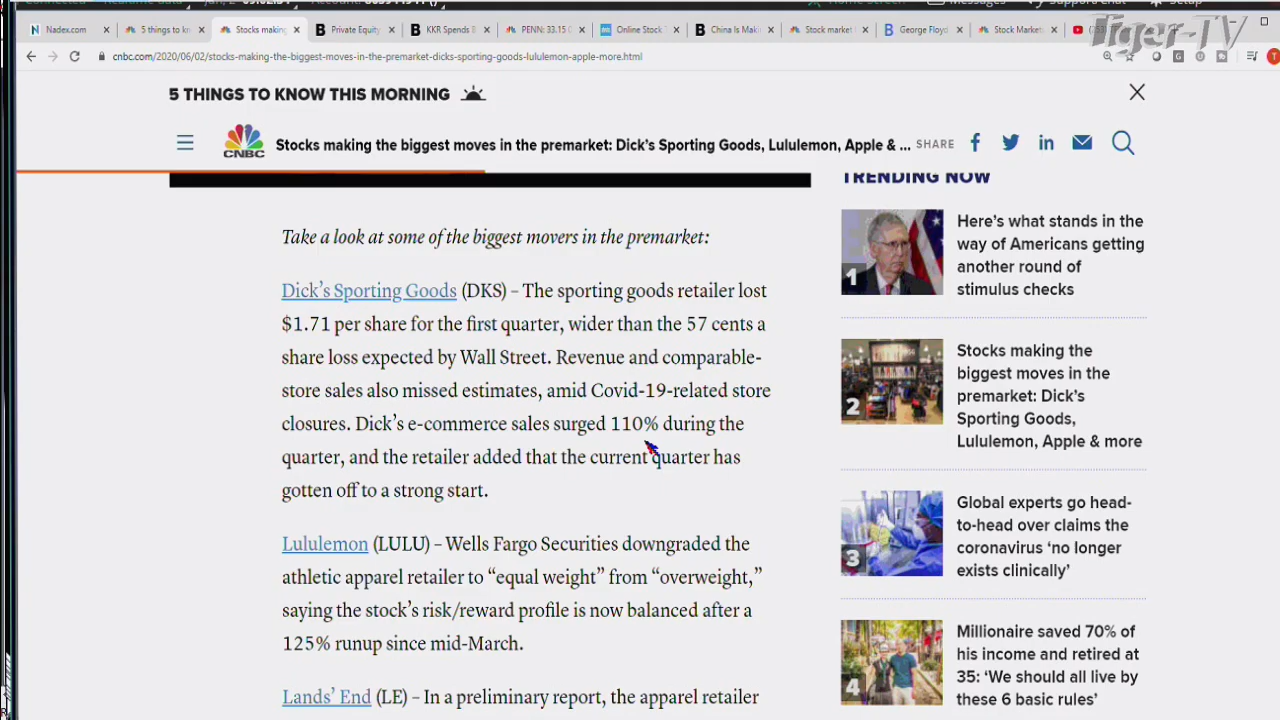 Nadex.com
5 things to kn
Stocks making
Private Equity
KKR Spends B
PENN: 33.15
Online Stock T
China Is Maki
Stock market
George Floyd
Stock Market
Tiger-TV
cnbc.com/2020/06/02/stocks-making-the-biggest-moves-in-the-premarket-dicks-sporting-goods-lululemon-apple-more.html
5 THINGS TO KNOW THIS MORNING
CNBC
Stocks making the biggest moves in the premarket: Dick's Sporting Goods, Lululemon, Apple & ...
SHARE
TRENDING NOW
Take a look at some of the biggest movers in the premarket:
Dick's Sporting Goods (DKS) – The sporting goods retailer lost
$1.71 per share for the first quarter, wider than the 57 cents a
share loss expected by Wall Street. Revenue and comparable-
store sales also missed estimates, amid Covid-19-related store
closures. Dick's e-commerce sales surged 110% during the
quarter, and the retailer added that the current quarter has
gotten off to a strong start.
Lululemon (LULU) – Wells Fargo Securities downgraded the
athletic apparel retailer to “equal weight” from “overweight,”
saying the stock's risk/reward profile is now balanced after a
125% runup since mid-March.
Lands' End (LE) – In a preliminary report, the apparel retailer
1
Here's what stands in the
way of Americans getting
another round of
stimulus checks
2
Stocks making the
biggest moves in the
premarket: Dick's
Sporting Goods,
Lululemon, Apple & more
3
Global experts go head-
to-head over claims the
coronavirus ‘no longer
exists clinically’
4
Millionaire saved 70% of
his income and retired at
35: ‘We should all live by
these 6 basic rules’